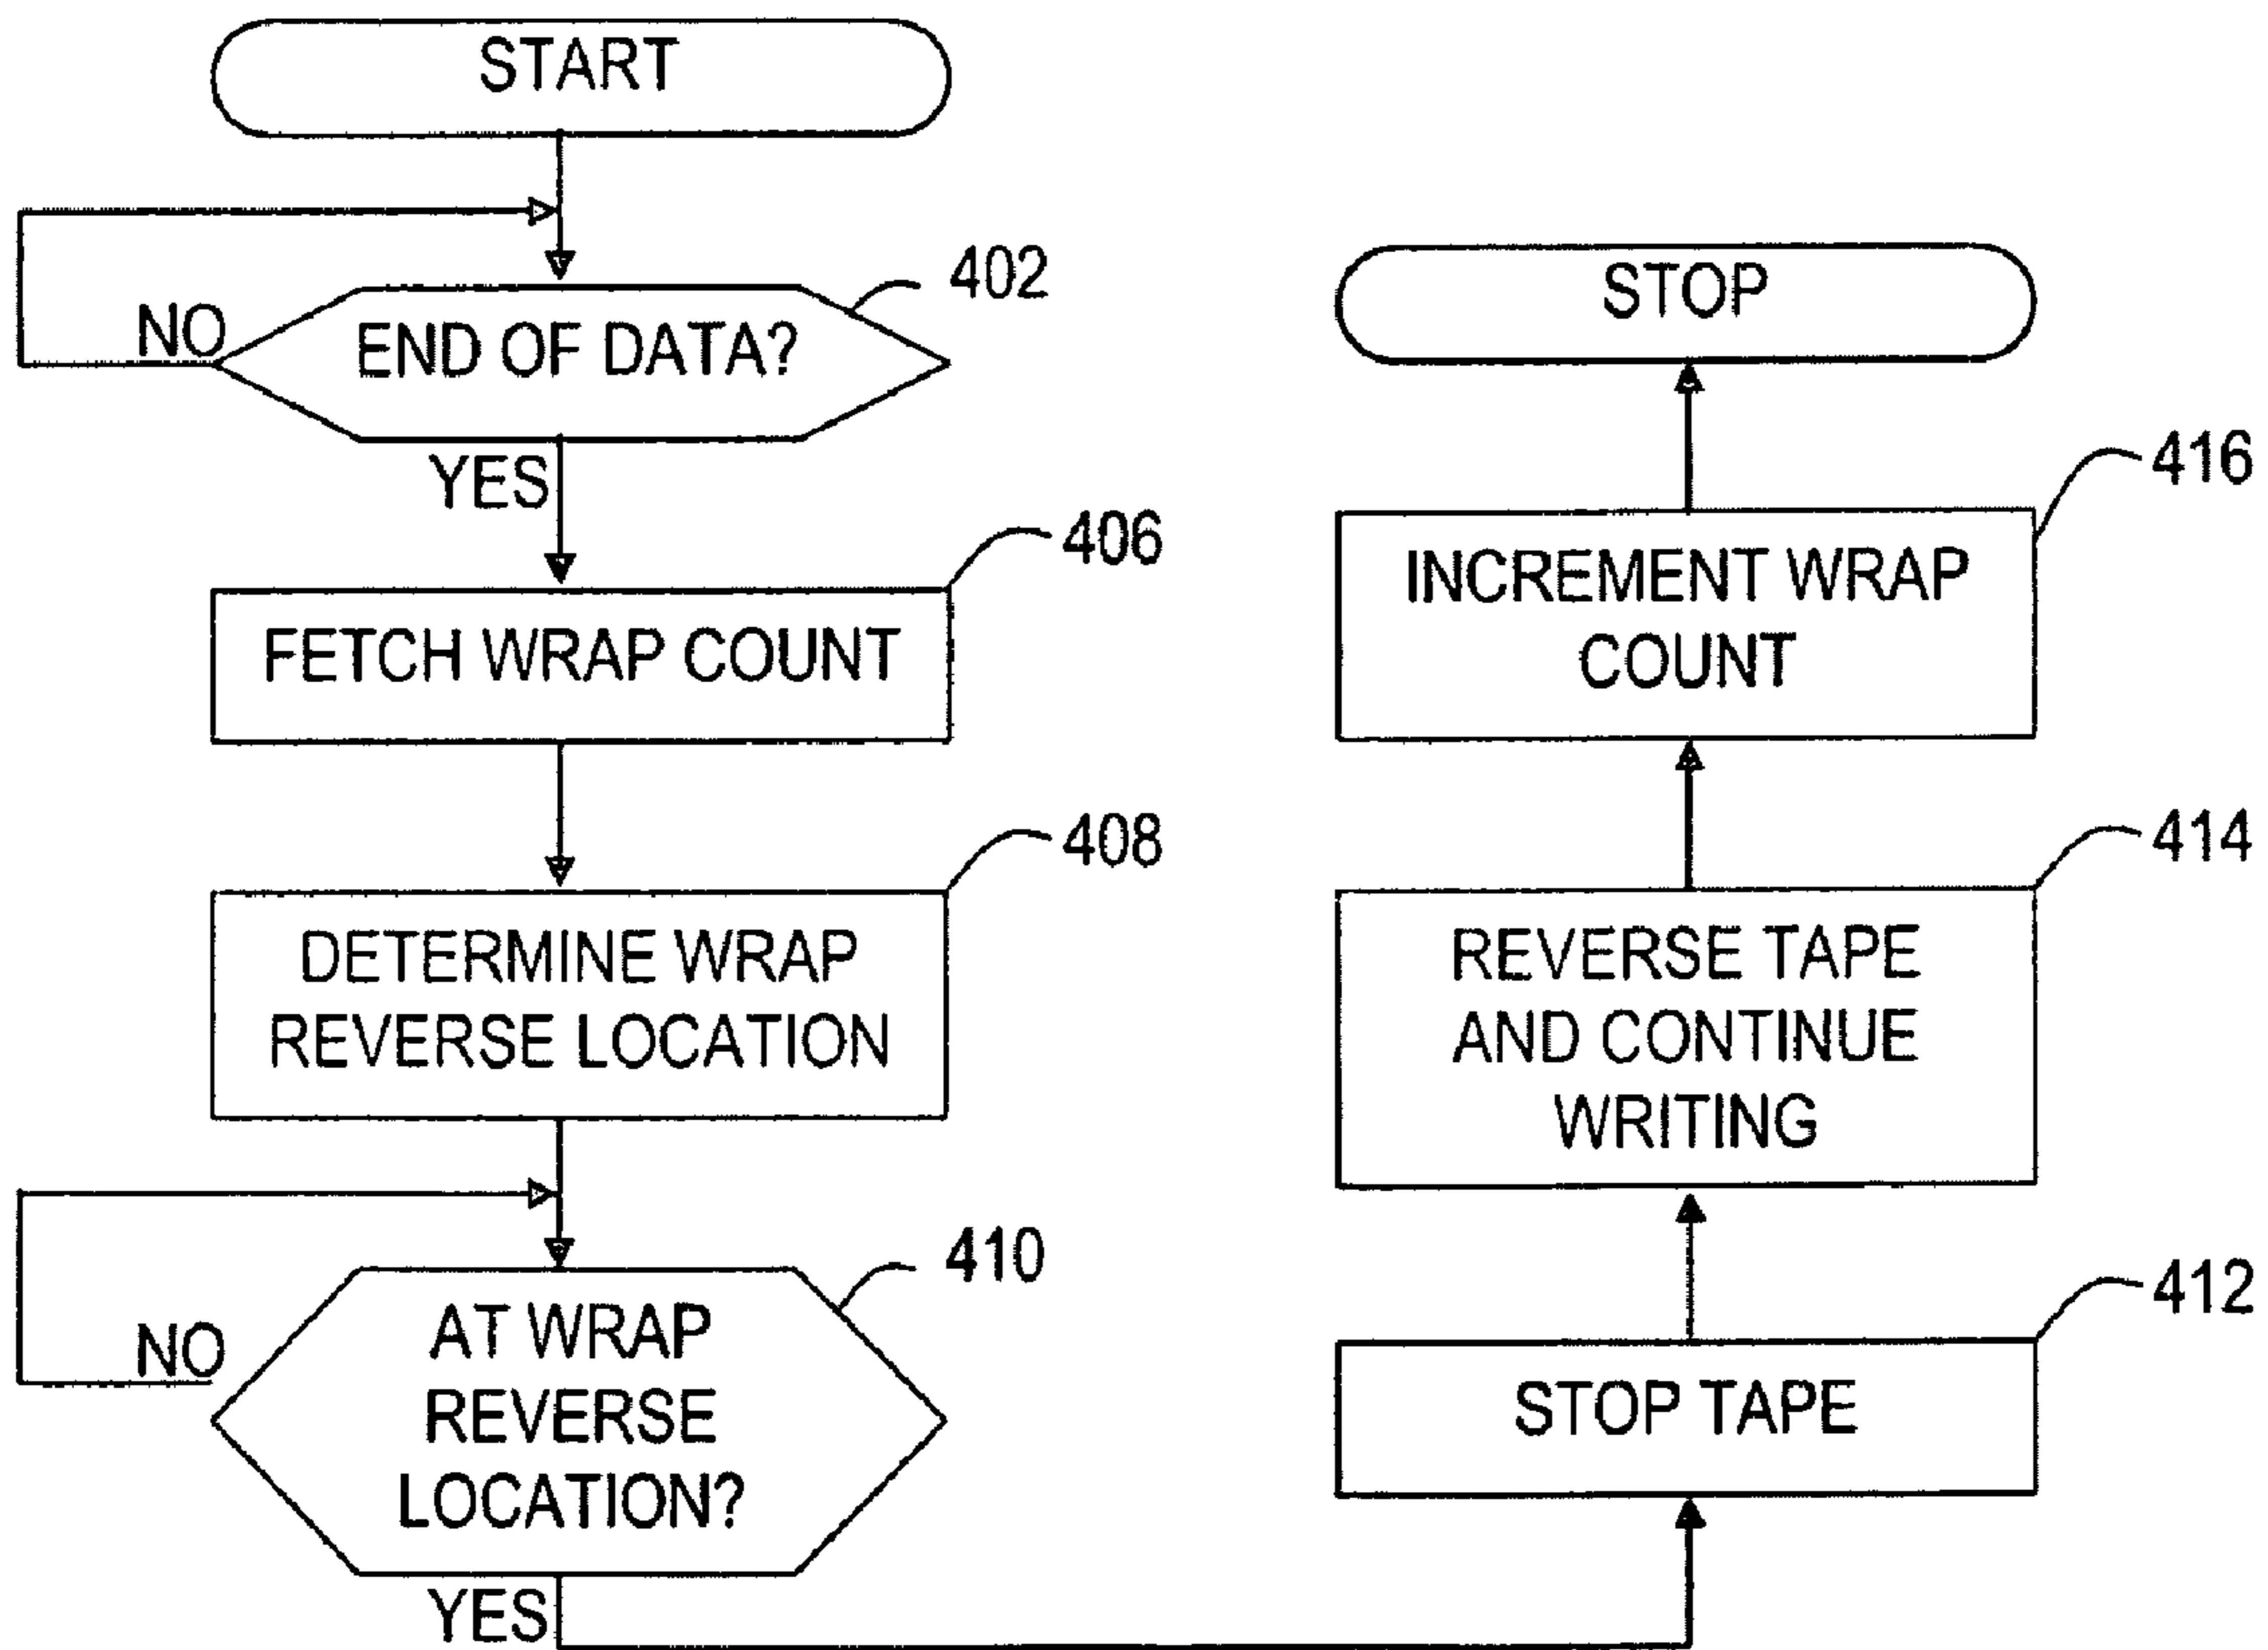 START
402
NO
END OF DATA?
YES
406
FETCH WRAP COUNT
408
DETERMINE WRAP
REVERSE LOCATION
410
NO
AT WRAP
REVERSE
LOCATION?
YES
412
STOP TAPE
414
REVERSE TAPE
AND CONTINUE
WRITING
416
INCREMENT WRAP
COUNT
STOP